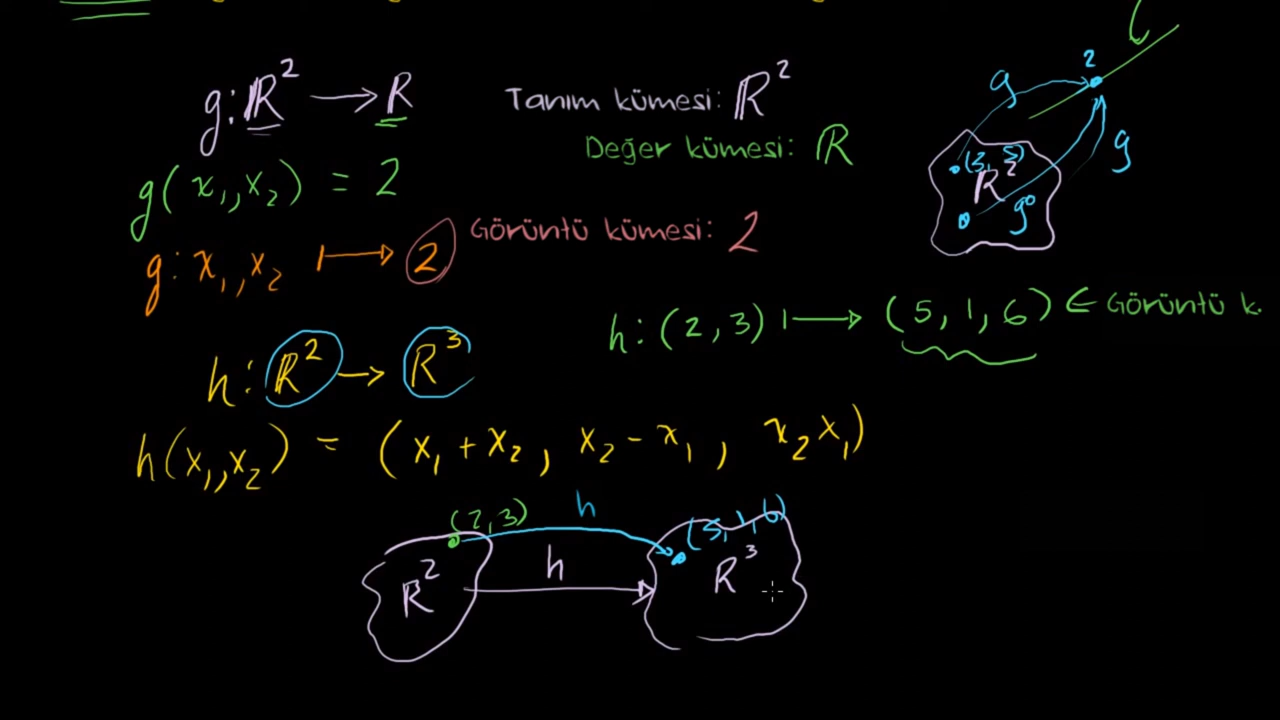 g: R² → R
Tanım kümesi: R²
Değer kümesi: R
g(x₁, x₂) = 2
g: x₁, x₂ ↦ 2
Görüntü kümesi: 2
2
g
g
(3, 5)
R²
g
h: (2, 3) ↦ (5, 1, 6) ← Görüntü k.
h: R² → R³
h(x₁, x₂) = (x₁ + x₂, x₂ - x₁, x₂x₁)
(2, 3)
h
(5, 1, 6)
R²
h
R³